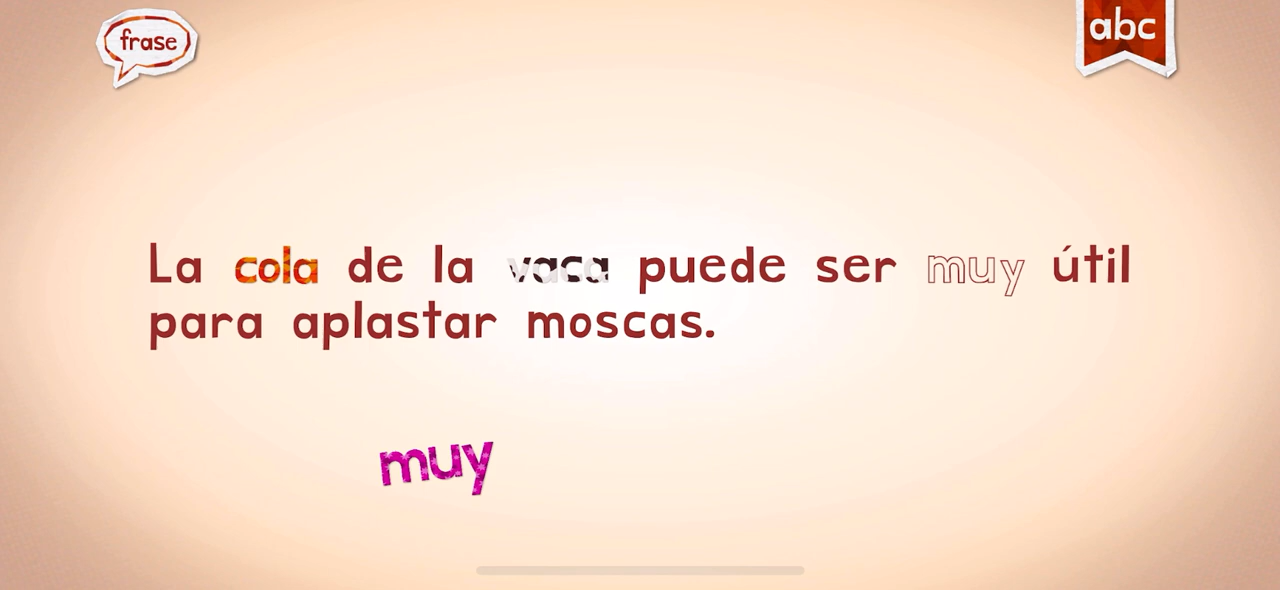 frase
abc
La cola de la vaca puede ser muy útil
para aplastar moscas.
muy